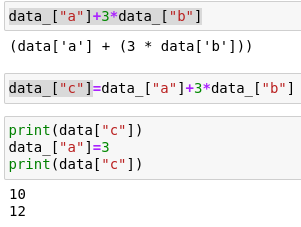 data_["a"]+3*data_["b"]
(data['a'] + (3 * data['b']))
data_["c"]=data_["a"]+3*data_["b"]
print(data["c"])
data_["a"]=3
print(data["c"])
10
12